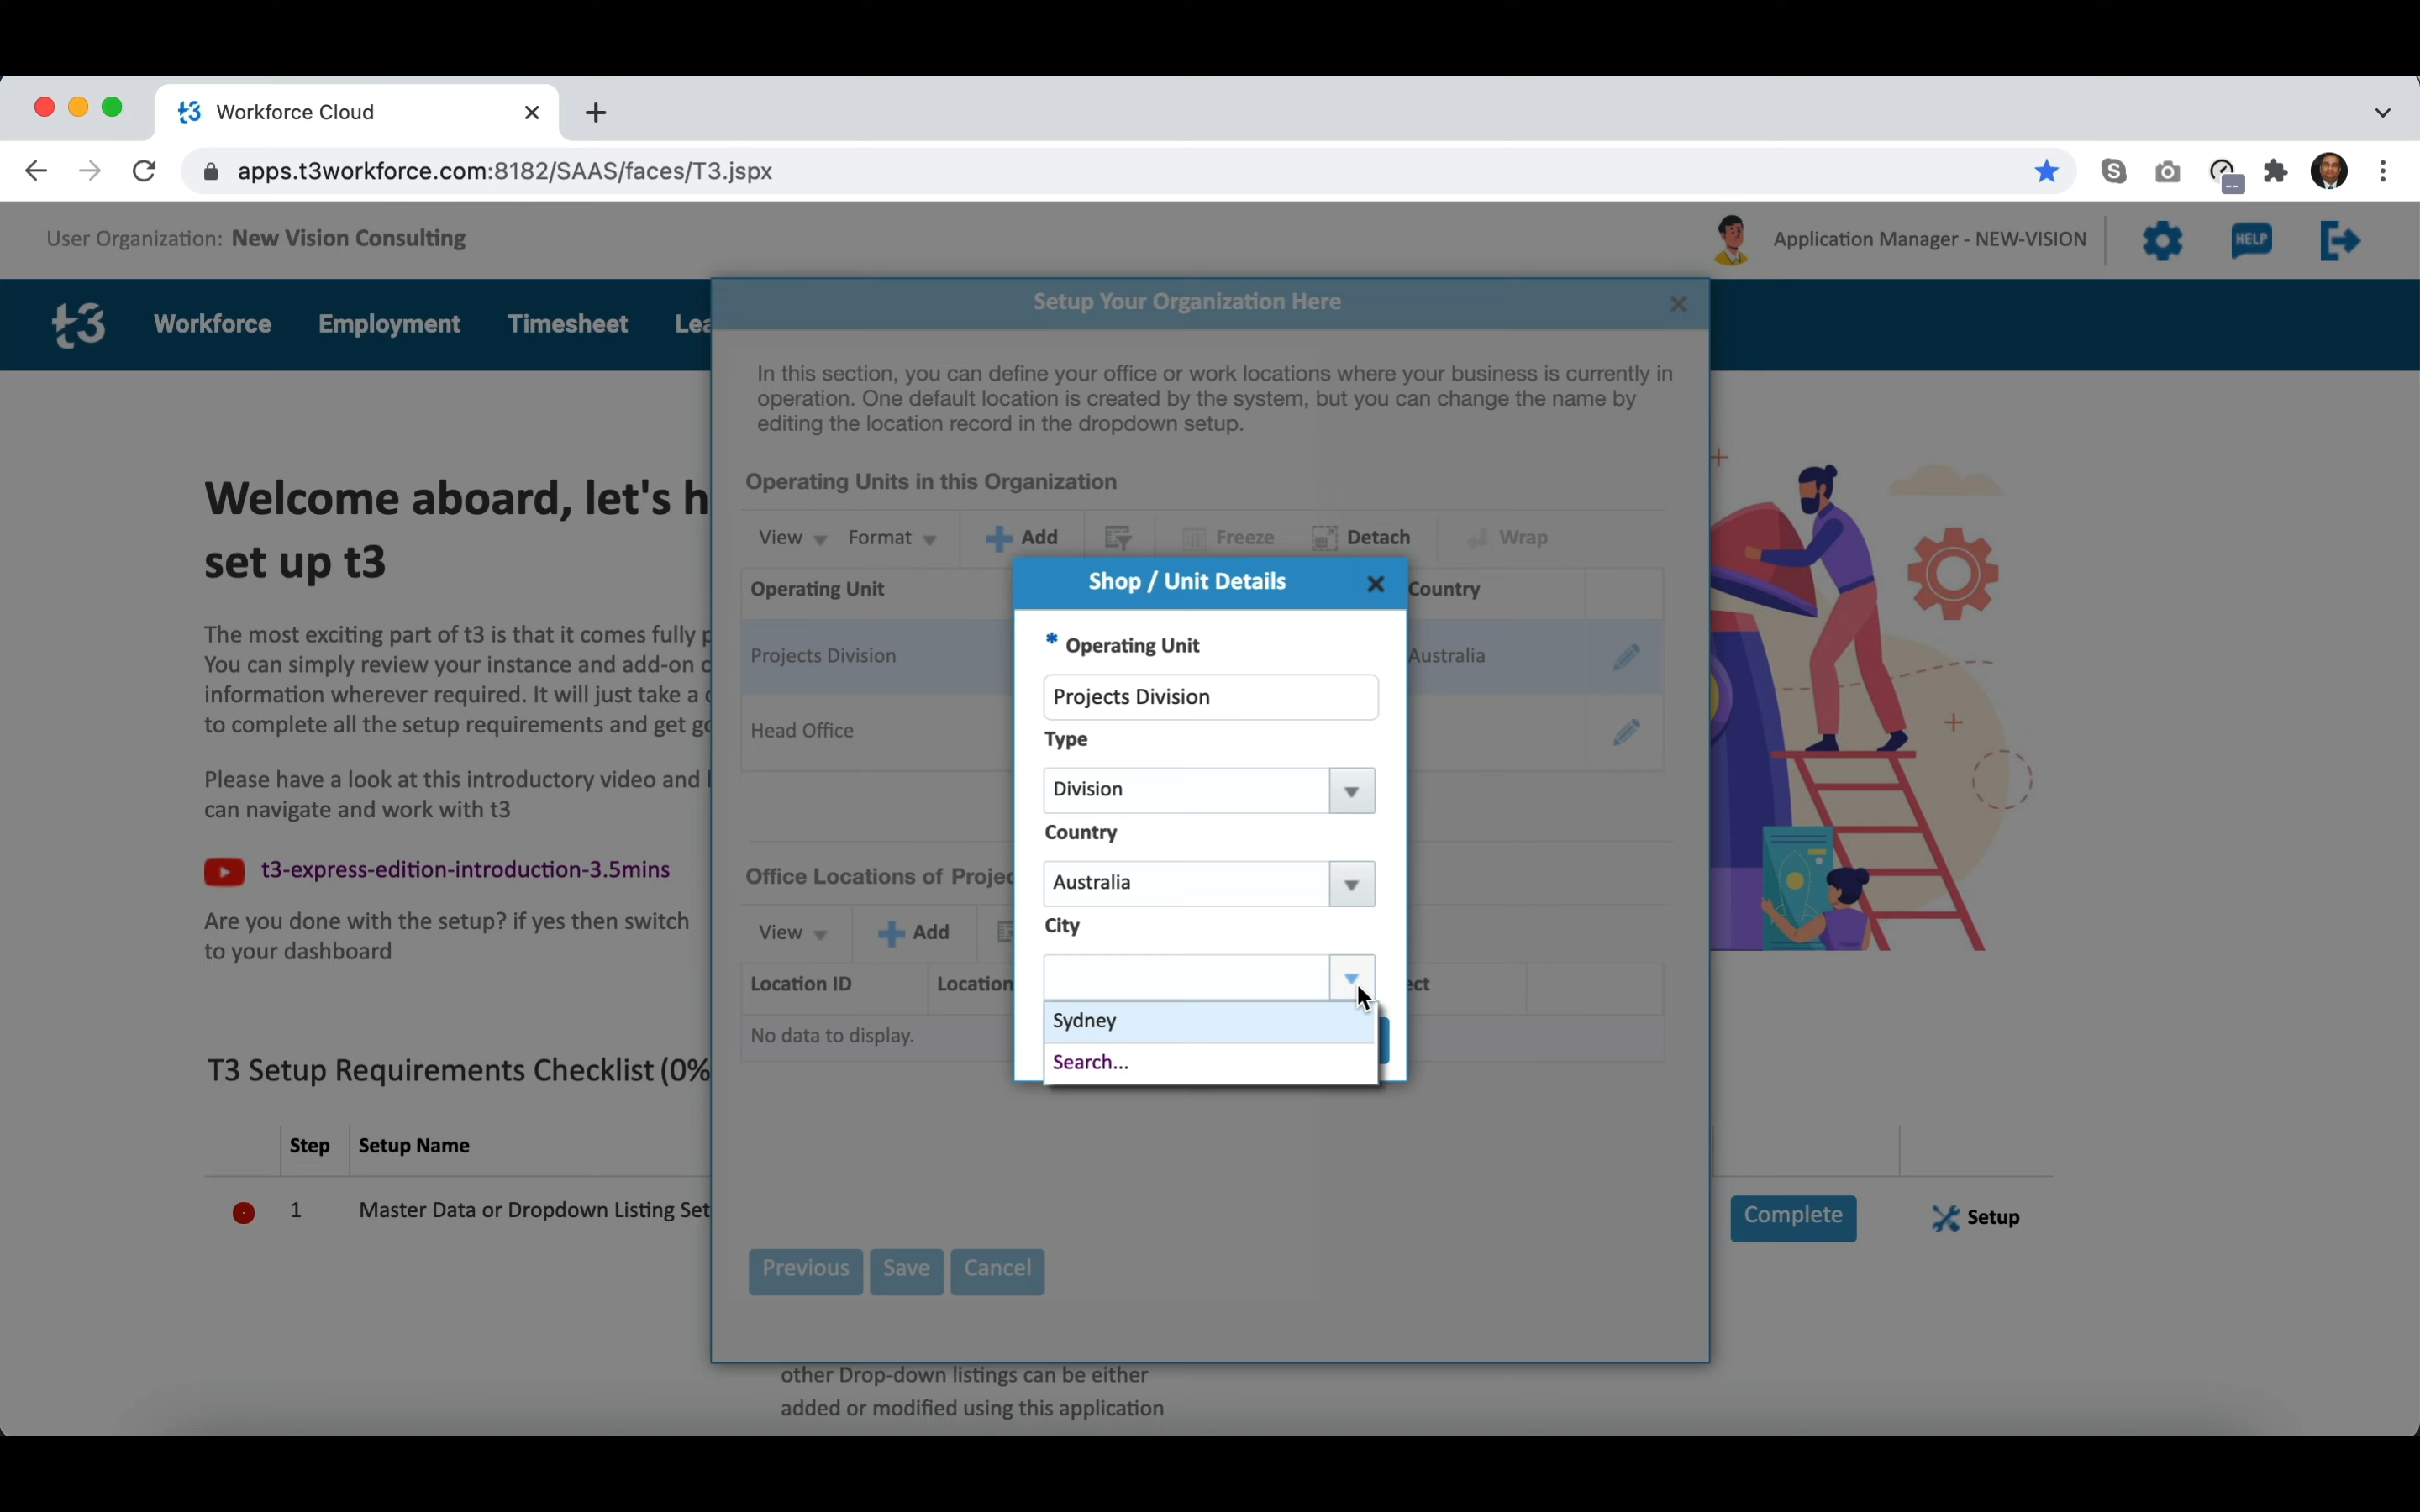 Workforce Cloud
apps.t3workforce.com:8182/SAAS/faces/T3.jspx
User Organization: New Vision Consulting
Application Manager - NEW-VISION
HELP
t3
Workforce Employment Timesheet Lea
Setup Your Organization Here
In this section, you can define your office or work locations where your business is currently in
operation. One default location is created by the system, but you can change the name by
editing the location record in the dropdown setup.
Welcome aboard, let's h
set up t3
The most exciting part of t3 is that it comes fully p
You can simply review your instance and add-on
information wherever required. It will just take a
to complete all the setup requirements and get
Please have a look at this introductory video and
can navigate and work with t3
t3-express-edition-introduction-3.5mins
Are you done with the setup? if yes then switch
to your dashboard
Operating Units in this Organization
View Format Add Freeze Detach Wrap
Operating Unit Country
Projects Division Australia
Head Office
Shop / Unit Details
* Operating Unit
Projects Division
Type
Division
Country
Australia
City
Sydney
Search...
Office Locations of Projec
View Add
Location ID Location ect
No data to display.
Previous Save Cancel
T3 Setup Requirements Checklist (0%
Step Setup Name
1 Master Data or Dropdown Listing Set
Complete Setup
other Drop-down listings can be either
added or modified using this application